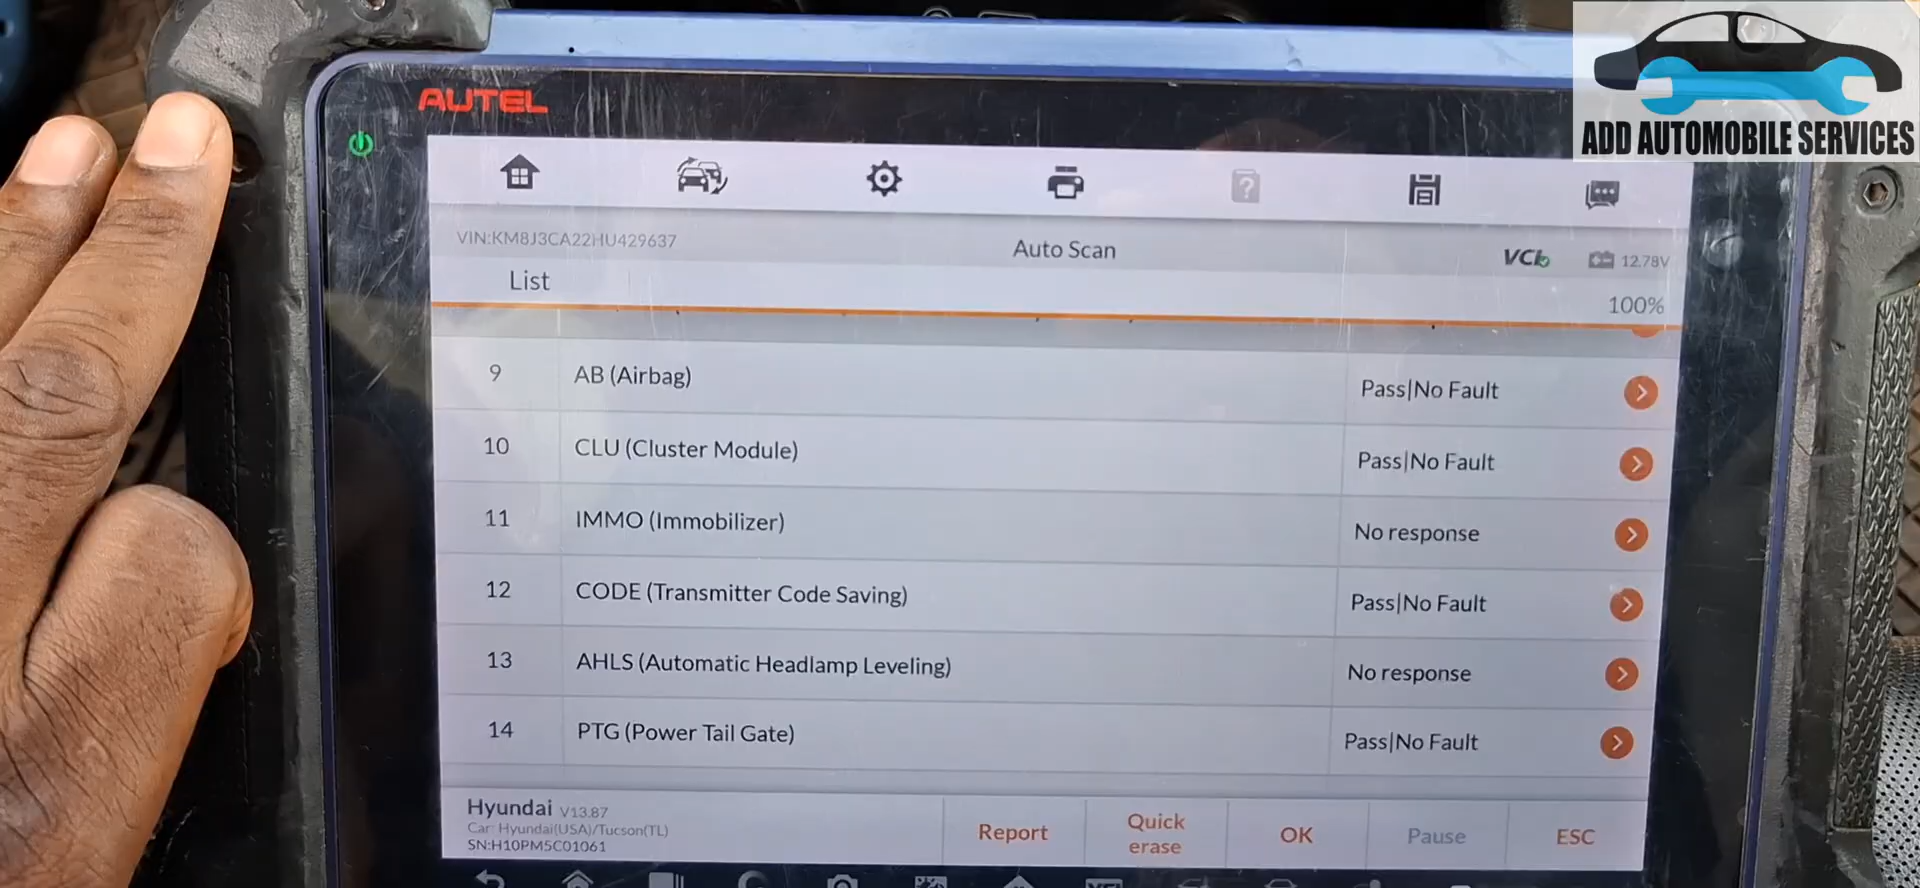 AUTEL
ADD AUTOMOBILE SERVICES
VIN:KM8J3CA22HU429637
Auto Scan
VCI
12.78V
List
100%
9 AB (Airbag) Pass|No Fault
10 CLU (Cluster Module) Pass|No Fault
11 IMMO (Immobilizer) No response
12 CODE (Transmitter Code Saving) Pass|No Fault
13 AHLS (Automatic Headlamp Leveling) No response
14 PTG (Power Tail Gate) Pass|No Fault
Hyundai V13.87
Car: Hyundai(USA)/Tucson(TL)
SN:H10PM5C01061
Report
Quick
erase
OK
Pause
ESC